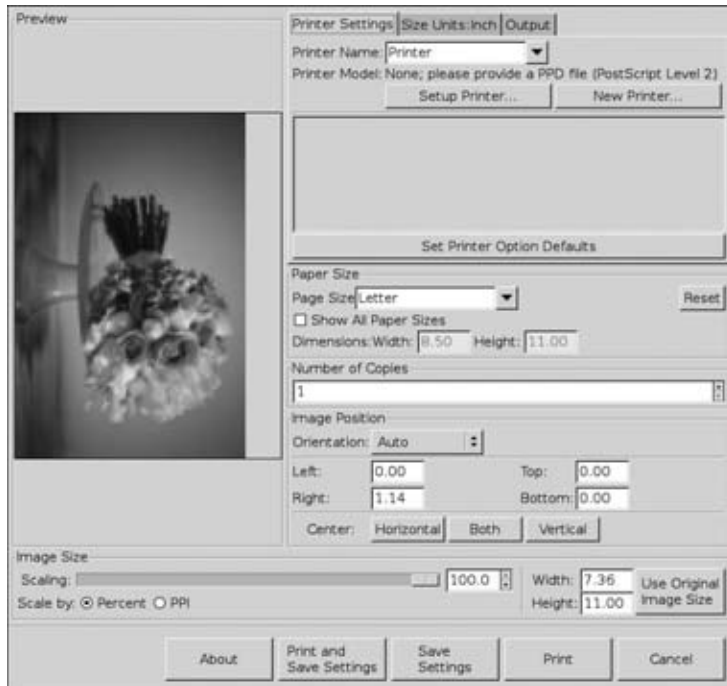 Preview
Printer Settings Size Units:Inch Output
Printer Name: Printer
Printer Model: None; please provide a PPD file (PostScript Level 2)
Setup Printer... New Printer...
Set Printer Option Defaults
Paper Size
Page Size Letter Reset
Show All Paper Sizes
Dimensions: Width: 8.50 Height: 11.00
Number of Copies
1
Image Position
Orientation: Auto
Left: 0.00 Top: 0.00
Right: 1.14 Bottom: 0.00
Center: Horizontal Both Vertical
Image Size
Scaling: 100.0 Width: 7.36
Scale by: Percent PPI Height: 11.00
Use Original
Image Size
About
Print and
Save Settings
Save
Settings
Print
Cancel